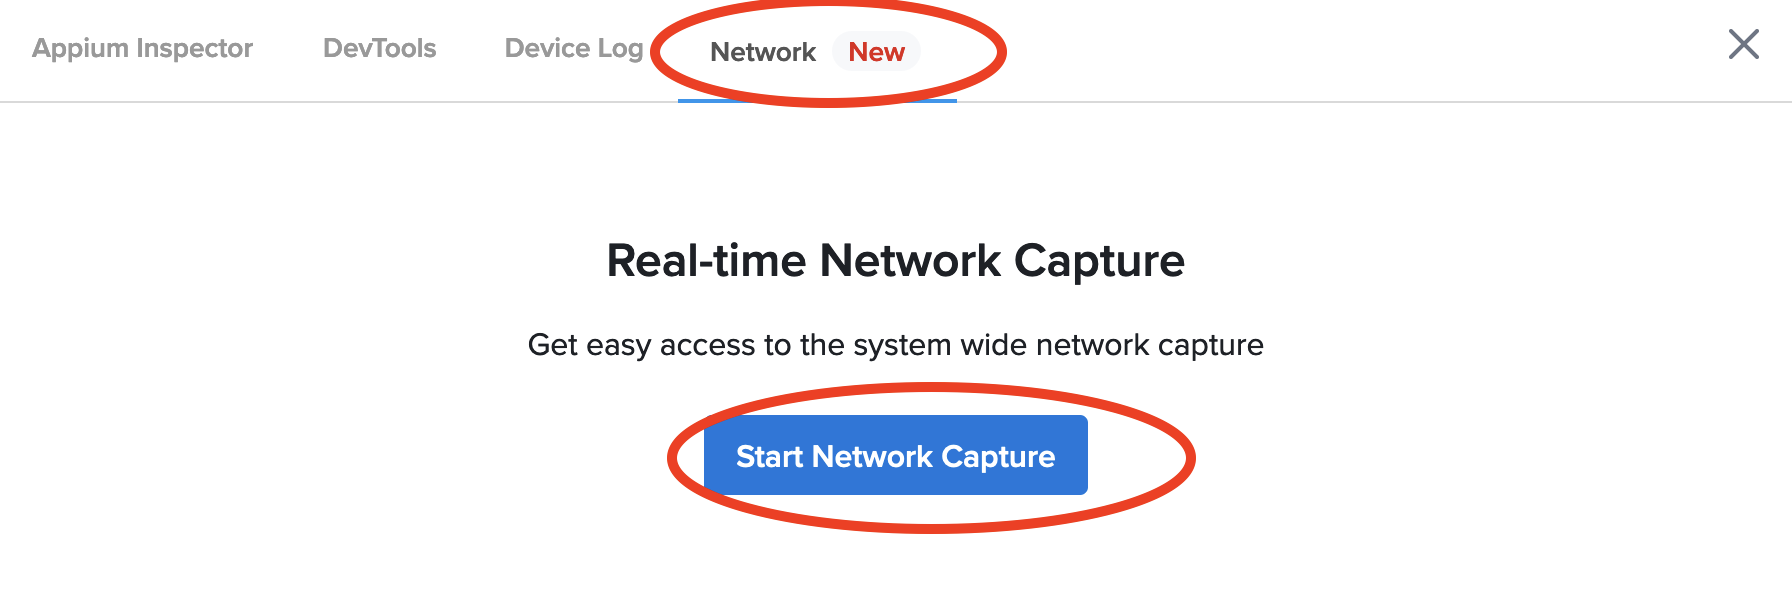 Appium Inspector DevTools Device Log Network New
Real-time Network Capture
Get easy access to the system wide network capture
Start Network Capture